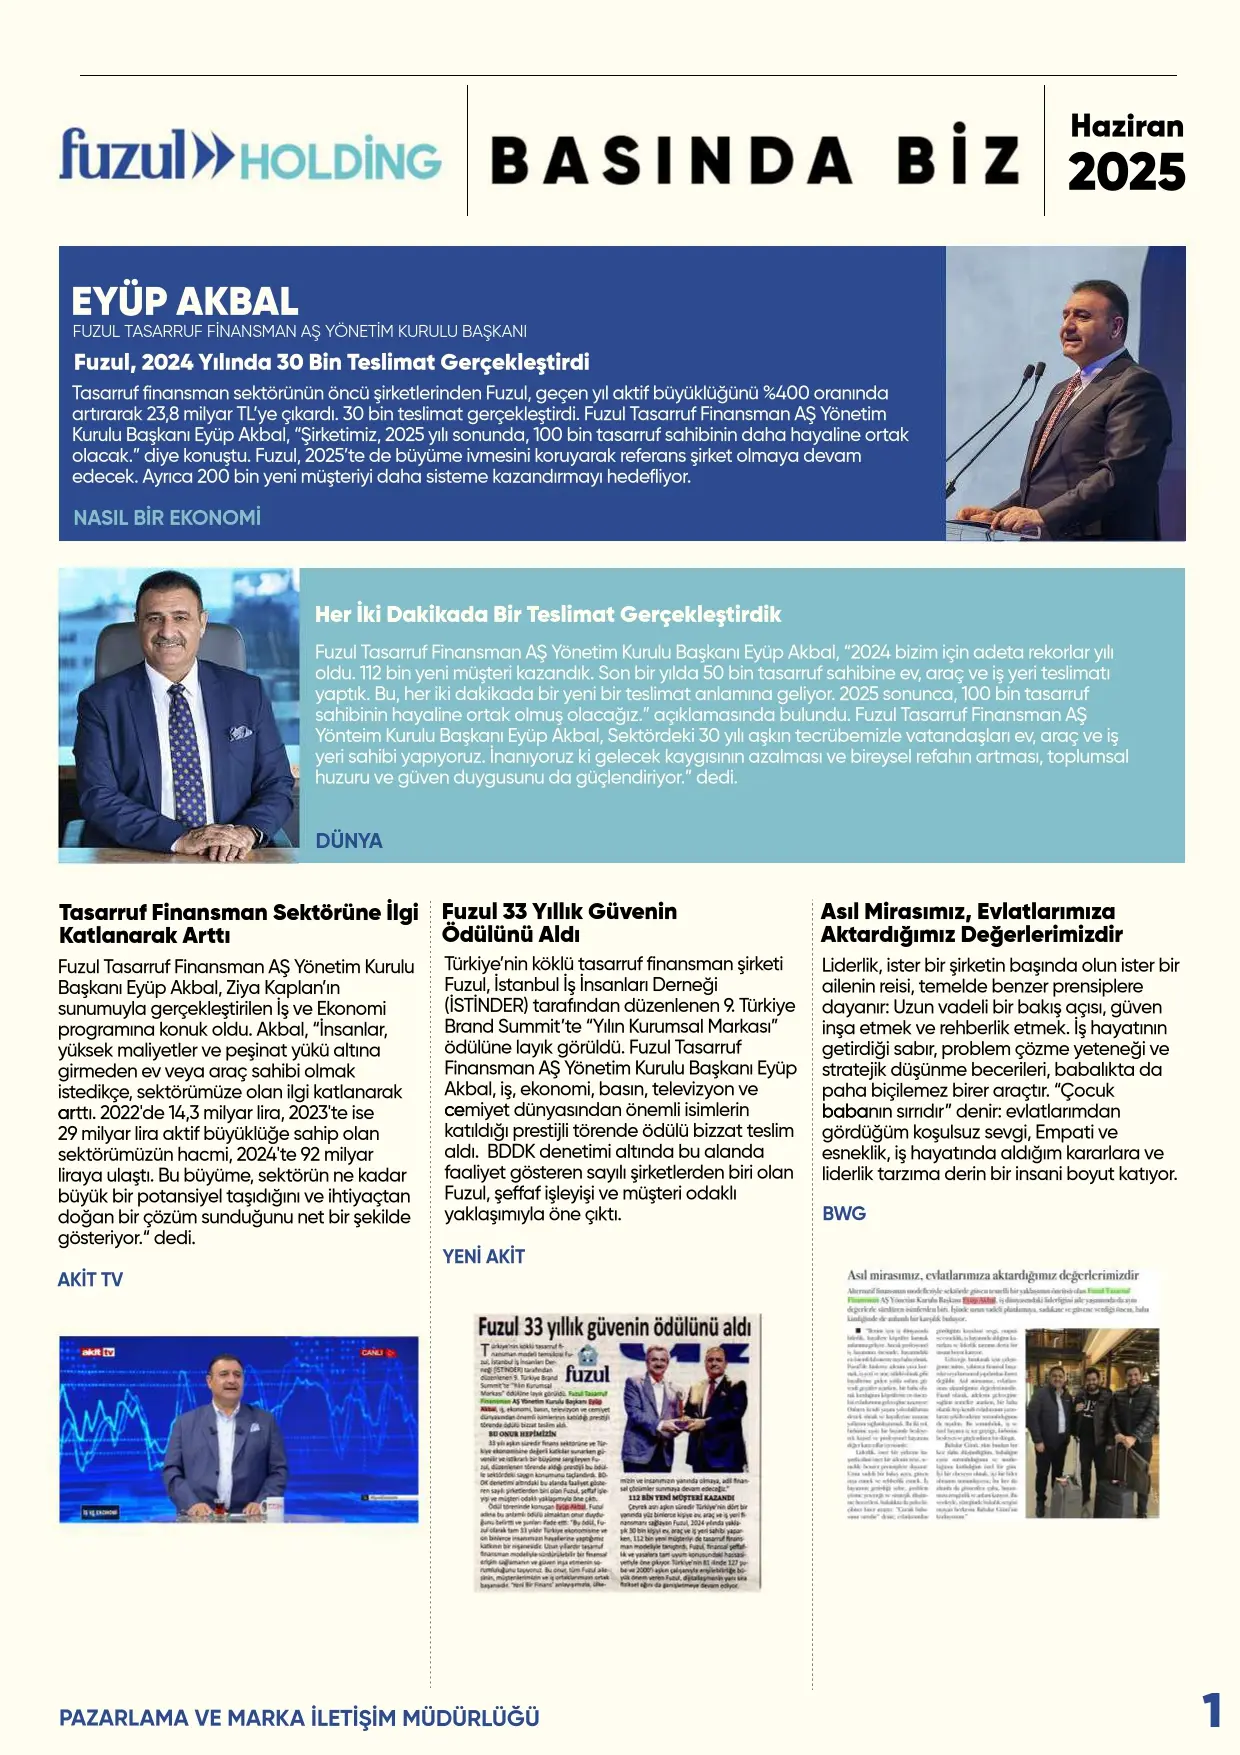 fuzul HOLDİNG
BASINDA BİZ
Haziran
2025
EYÜP AKBAL
FUZUL TASARRUF FİNANSMAN AŞ YÖNETİM KURULU BAŞKANI
Fuzul, 2024 Yılında 30 Bin Teslimat Gerçekleştirdi
Tasarruf finansman sektörünün öncü şirketlerinden Fuzul, geçen yıl aktif büyüklüğünü %400 oranında
artırarak 23,8 milyar TL’ye çıkardı. 30 bin teslimat gerçekleştirdi. Fuzul Tasarruf Finansman AŞ Yönetim
Kurulu Başkanı Eyüp Akbal, “Şirketimiz, 2025 yılı sonunda, 100 bin tasarruf sahibinin daha hayaline ortak
olacak.” diye konuştu. Fuzul, 2025’te de büyüme ivmesini koruyarak referans şirket olmaya devam
edecek. Ayrıca 200 bin yeni müşteriyi daha sisteme kazandırmayı hedefliyor.
NASIL BİR EKONOMİ
Her İki Dakikada Bir Teslimat Gerçekleştirdik
Fuzul Tasarruf Finansman AŞ Yönetim Kurulu Başkanı Eyüp Akbal, “2024 bizim için adeta rekorlar yılı
oldu. 112 bin yeni müşteri kazandık. Son bir yılda 50 bin tasarruf sahibine ev, araç ve iş yeri teslimatı
yaptık. Bu, her iki dakikada bir yeni bir teslimat anlamına geliyor. 2025 sonunca, 100 bin tasarruf
sahibinin hayaline ortak olmuş olacağız.” açıklamasında bulundu. Fuzul Tasarruf Finansman AŞ
Yönteim Kurulu Başkanı Eyüp Akbal, Sektördeki 30 yılı aşkın tecrübemizle vatandaşları ev, araç ve iş
yeri sahibi yapıyoruz. İnanıyoruz ki gelecek kaygısının azalması ve bireysel refahın artması, toplumsal
huzuru ve güven duygusunu da güçlendiriyor.” dedi.
DÜNYA
Tasarruf Finansman Sektörüne İlgi
Katlanarak Arttı
Fuzul Tasarruf Finansman AŞ Yönetim Kurulu
Başkanı Eyüp Akbal, Ziya Kaplan’ın
sunumuyla gerçekleştirilen İş ve Ekonomi
programına konuk oldu. Akbal, “İnsanlar,
yüksek maliyetler ve peşinat yükü altına
girmeden ev veya araç sahibi olmak
istedikçe, sektörümüze olan ilgi katlanarak
arttı. 2022'de 14,3 milyar lira, 2023'te ise
29 milyar lira aktif büyüklüğe sahip olan
sektörümüzün hacmi, 2024'te 92 milyar
liraya ulaştı. Bu büyüme, sektörün ne kadar
büyük bir potansiyel taşıdığını ve ihtiyaçtan
doğan bir çözüm sunduğunu net bir şekilde
gösteriyor.“ dedi.
AKİT TV
akit tv
CANLI
İŞ VE EKONOMİ
Fuzul 33 Yıllık Güvenin
Ödülünü Aldı
Türkiye’nin köklü tasarruf finansman şirketi
Fuzul, İstanbul İş İnsanları Derneği
(İSTİNDER) tarafından düzenlenen 9. Türkiye
Brand Summit’te “Yılın Kurumsal Markası”
ödülüne layık görüldü. Fuzul Tasarruf
Finansman AŞ Yönetim Kurulu Başkanı Eyüp
Akbal, iş, ekonomi, basın, televizyon ve
cemiyet dünyasından önemli isimlerin
katıldığı prestijli törende ödülü bizzat teslim
aldı. BDDK denetimi altında bu alanda
faaliyet gösteren sayılı şirketlerden biri olan
Fuzul, şeffaf işleyişi ve müşteri odaklı
yaklaşımıyla öne çıktı.
YENİ AKİT
Fuzul 33 yıllık güvenin ödülünü aldı
fuzul
BU ONUR HEPİMİZİN
112 BİN YENİ MÜŞTERİ KAZANDI
Asıl Mirasımız, Evlatlarımıza
Aktardığımız Değerlerimizdir
Liderlik, ister bir şirketin başında olun ister bir
ailenin reisi, temelde benzer prensiplere
dayanır: Uzun vadeli bir bakış açısı, güven
inşa etmek ve rehberlik etmek. İş hayatının
getirdiği sabır, problem çözme yeteneği ve
stratejik düşünme becerileri, babalıkta da
paha biçilemez birer araçtır. “Çocuk
babanın sırrıdır” denir: evlatlarımdan
gördüğüm koşulsuz sevgi, Empati ve
esneklik, iş hayatında aldığım kararlara ve
liderlik tarzıma derin bir insani boyut katıyor.
BWG
Asıl mirasımız, evlatlarımıza aktardığımız değerlerimizdir
PAZARLAMA VE MARKA İLETİŞİM MÜDÜRLÜĞÜ
1